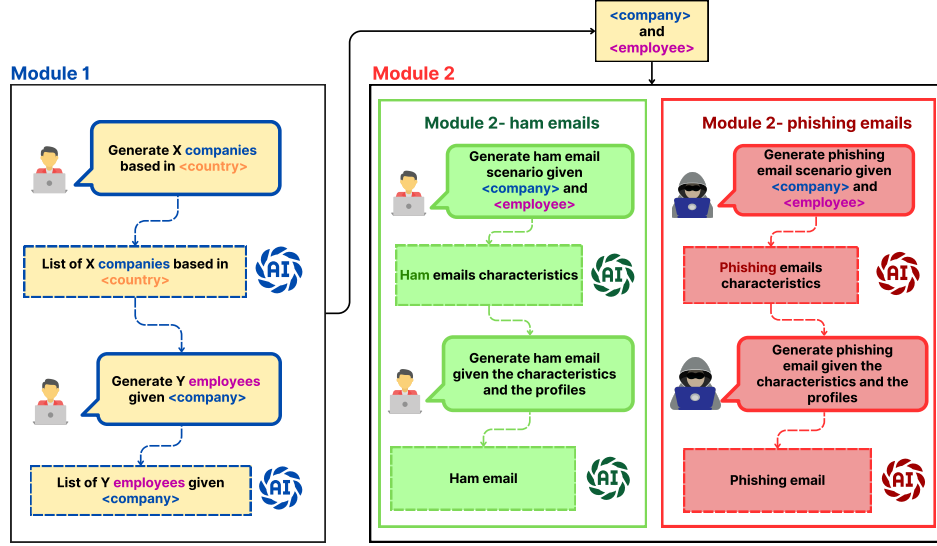 <company>
and
<employee>
Module 1
Generate X companies
based in <country>
List of X companies based in
<country>
AI
Generate Y employees
given <company>
List of Y employees given
<company>
AI
Module 2
Module 2- ham emails
Generate ham email
scenario given
<company> and
<employee>
Ham emails characteristics
AI
Generate ham email
given the characteristics
and the profiles
Ham email
AI
Module 2- phishing emails
Generate phishing
email scenario given
<company> and
<employee>
Phishing emails
characteristics
AI
Generate phishing
email given the
characteristics and the
profiles
Phishing email
AI